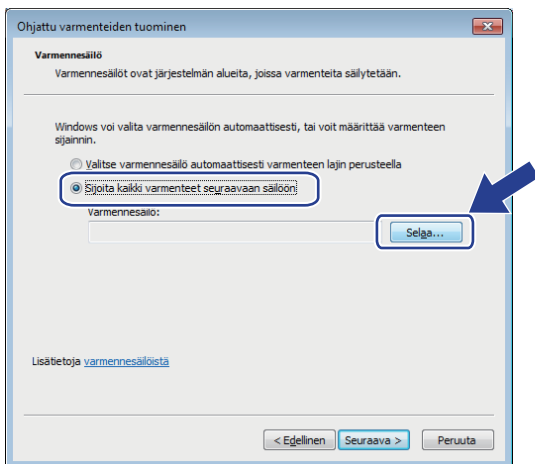 Ohjattu varmenteiden tuominen
Varmennesäilö
Varmennesäilöt ovat järjestelmän alueita, joissa varmenteita säilytetään.
Windows voi valita varmennesäilön automaattisesti, tai voit määrittää varmenteen
sijainnin.
Valitse varmennesäilö automaattisesti varmenteen lajin perusteella
Sijoita kaikki varmenteet seuraavaan säilöön
Varmennesäilö:
Selaa...
Lisätietoja varmennesäilöistä
< Edellinen
Seuraava >
Peruuta